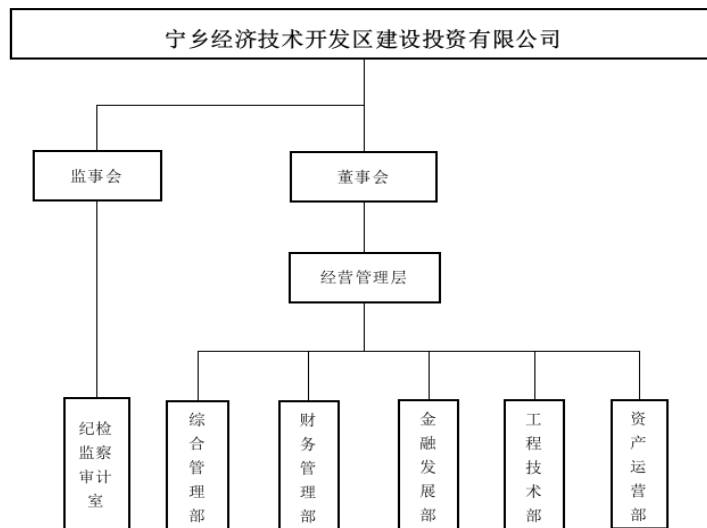 宁乡经济技术开发区建设投资有限公司
监事会
董事会
经营管理层
纪检
监察
审计
室
综
合
管
理
部
财
务
管
理
部
金
融
发
展
部
工
程
技
术
部
资
产
运
营
部